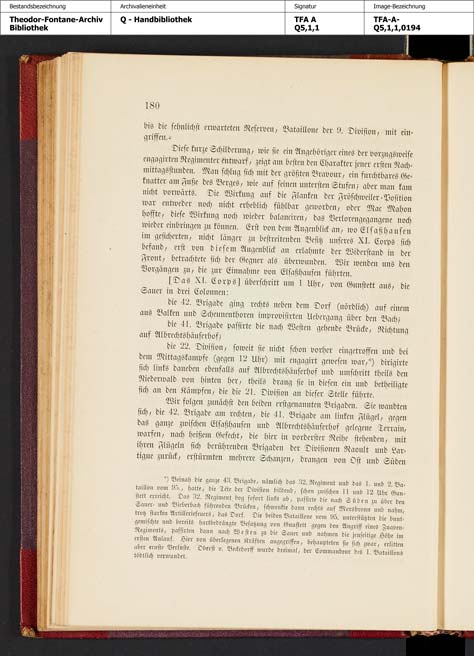 Bestandsbezeichnung
Archivalieneinheit
Signatur
Image-Bezeichnung
Theodor-Fontane-Archiv
Bibliothek
Q - Handbibliothek
TFA A
Q5,1,1
TFA-A-
Q5,1,1,0194
180
bis die sehnlichst erwarteten Reserven, Bataillone der 9. Division, mit ein-
griffen.«
Diese kurze Schilderung, wie sie ein Angehöriger eines der vorzugsweise
engagirten Regimenter entwarf, zeigt am besten den Charakter jener ersten Nach-
mittagsstunden. Man schlug sich mit der größten Bravour, ein furchtbares Ge-
knatter am Fuße des Berges, wie auf seinen untersten Stufen; aber man kam
nicht vorwärts. Die Wirkung auf die Flanken der Fröschweiler-Position
war entweder noch nicht erheblich fühlbar geworden, oder Mac Mahon
hoffte, diese Wirkung noch wieder balanciren, das Verlorengegangene noch
wieder einbringen zu können. Erst von dem Augenblick an, wo Elsaßhausen
im gesicherten, nicht länger zu bestreitenden Besitz unseres XI. Corps sich
befand, erst von diesem Augenblick an erlahmte der Widerstand in der
Front, betrachtete sich der Gegner als überwunden. Wir wenden uns den
Vorgängen zu, die zur Einnahme von Elsaßhausen führten.
[Das XI. Corps] überschritt um 1 Uhr, von Gunstett aus, die
Sauer in drei Colonnen:
die 42. Brigade ging rechts neben dem Dorf (nördlich) auf einem
aus Balken und Scheunenthoren improvisirten Uebergang über den Bach;
die 41. Brigade passirte die nach Westen gehende Brücke, Richtung
auf Albrechtshäuserhof;
die 22. Division, soweit sie nicht schon vorher eingetroffen und bei
dem Mittagskampfe (gegen 12 Uhr) mit engagirt gewesen war,*) dirigirte
sich links daneben ebenfalls auf Albrechtshäuserhof und umschritt theils den
Niederwald von hinten her, theils drang sie in diesen ein und betheiligte
sich an den Kämpfen, die die 21. Division an dieser Stelle führte.
Wir folgen zunächst den beiden erstgenannten Brigaden. Sie wandten
sich, die 42. Brigade am rechten, die 41. Brigade am linken Flügel, gegen
das ganze zwischen Elsaßhausen und Albrechtshäuserhof gelegene Terrain,
warfen, nach heißem Gefecht, die hier in vorderster Reihe stehenden, mit
ihren Flügeln sich berührenden Brigaden der Divisionen Raoult und Lar-
tigue zurück, erstürmten mehrere Schanzen, drangen von Ost und Süden
*) Beinah die ganze 43. Brigade, nämlich das 32. Regiment und das 1. und 2. Ba-
taillon vom 95., hatte, die Tête der Division bildend, schon zwischen 11 und 12 Uhr Gun-
stett erreicht. Das 32. Regiment bog sofort links ab, passirte die nach Süden zu über den
Sauer- und Bieberbach führenden Brücken, schwenkte dann rechts auf Morsbronn und nahm,
trotz starken Artilleriefeuers, das Dorf. Die beiden Bataillone vom 95. unterstützten die bunt-
gemischte und bereits hartbedrängte Besatzung von Gunstett gegen den Angriff eines Zuaven-
Regiments, passirten dann nach Westen zu die Sauer und nahmen die jenseitige Höhe im
ersten Anlauf. Hier von überlegenen Kräften angegriffen, behaupteten sie sich zwar, erlitten
aber ernste Verluste. Oberst v. Beckedorff wurde dreimal, der Commandeur des 1. Bataillons
tödtlich verwundet.